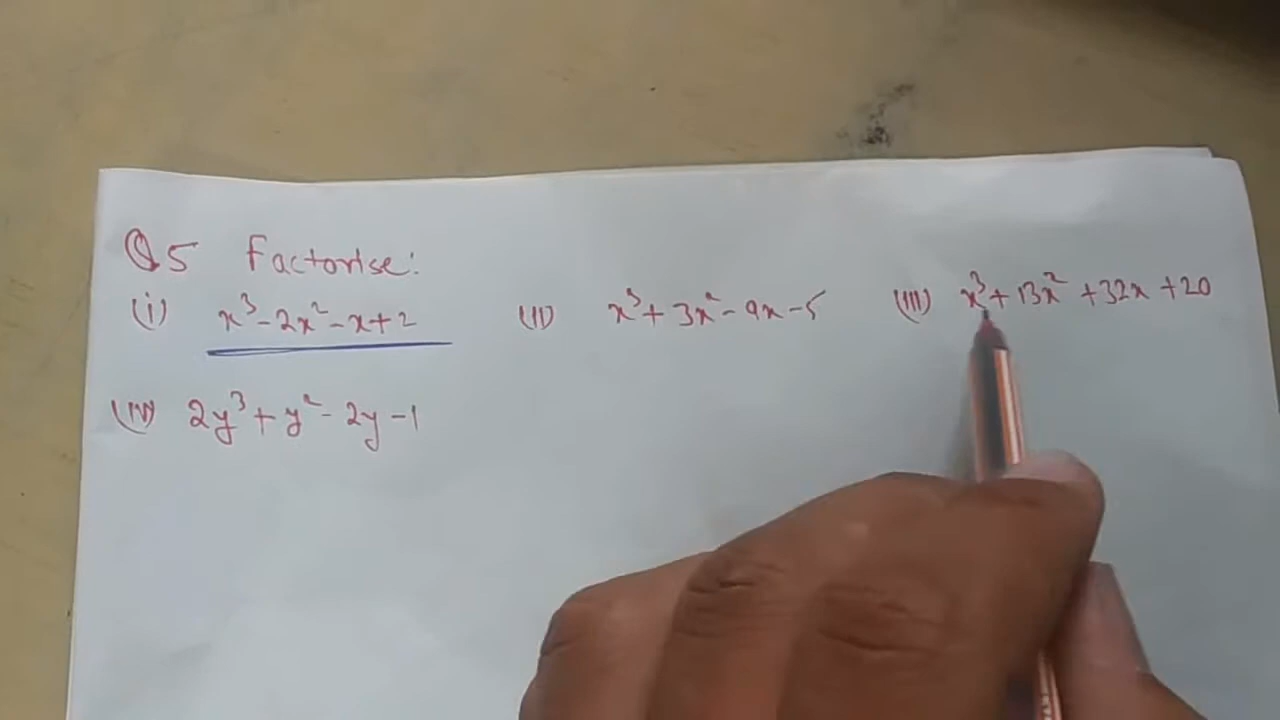 Q5 Factorise:
(i) x³-2x²-x+2 (II) x³+3x²-9x-5 (III) x³+13x²+32x+20
(IV) 2y³+y²-2y-1